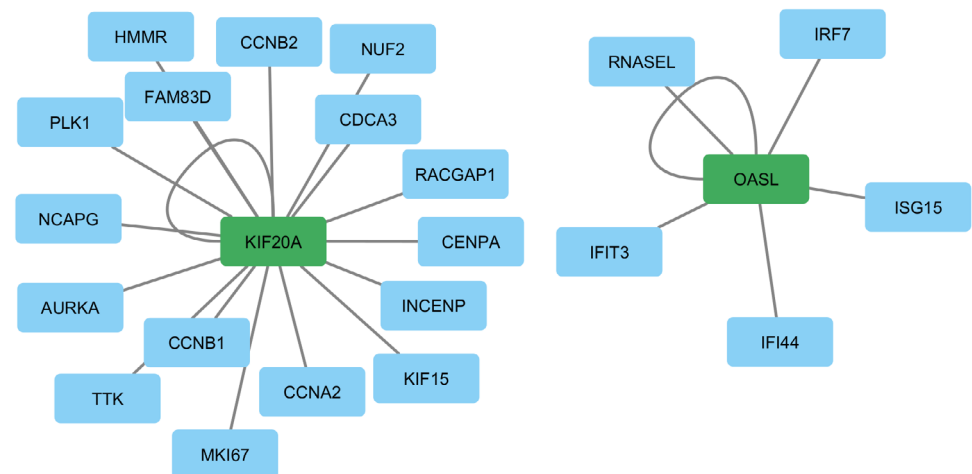 HMMR
CCNB2
NUF2
FAM83D
CDCA3
PLK1
RACGAP1
NCAPG
KIF20A
CENPA
AURKA
INCENP
CCNB1
KIF15
TTK
CCNA2
MKI67
IRF7
RNASEL
OASL
ISG15
IFIT3
IFI44